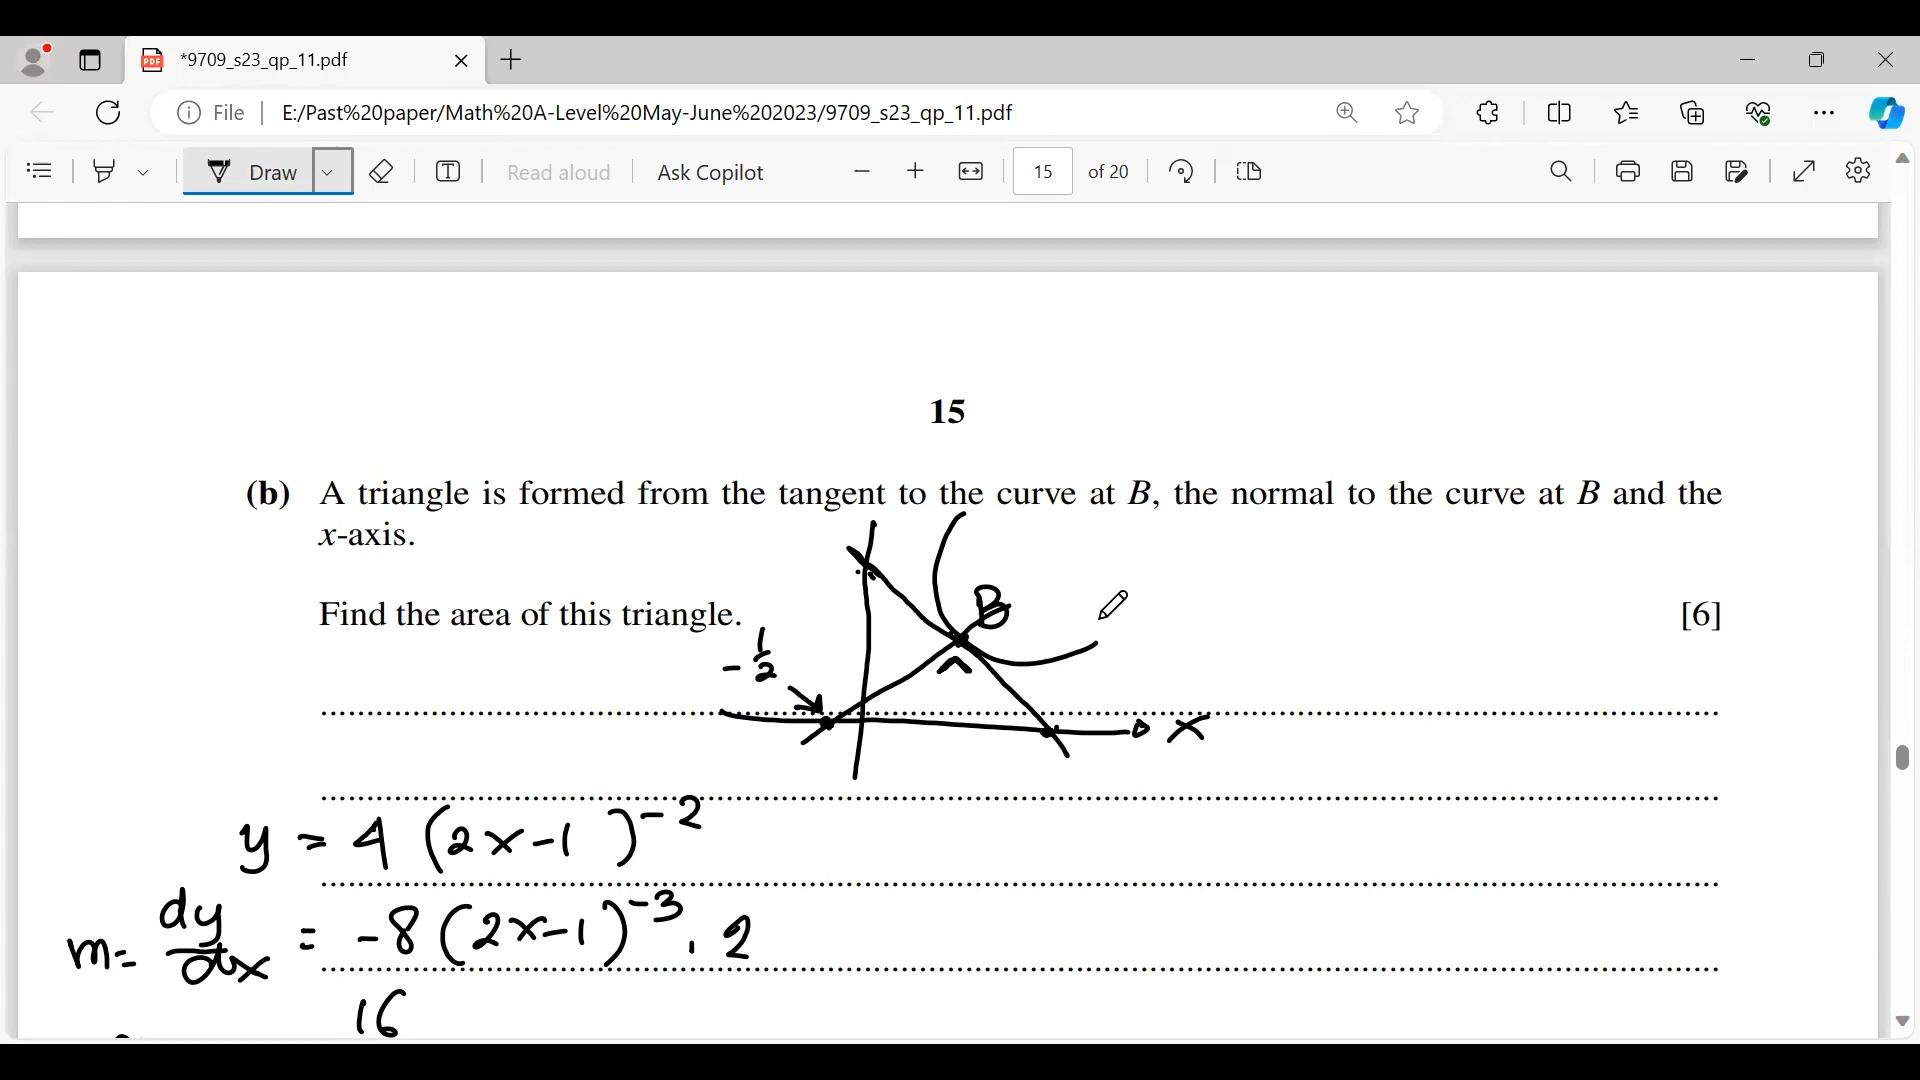 *9709_s23_qp_11.pdf
File | E:/Past%20paper/Math%20A-Level%20May-June%202023/9709_s23_qp_11.pdf
Draw Read aloud Ask Copilot 15 of 20
15
(b) A triangle is formed from the tangent to the curve at B, the normal to the curve at B and the
x-axis.
B
Find the area of this triangle. [6]
-1/2
x
y = 4 (2x-1)^-2
m = dy/dx = -8(2x-1)^-3 . 2
16